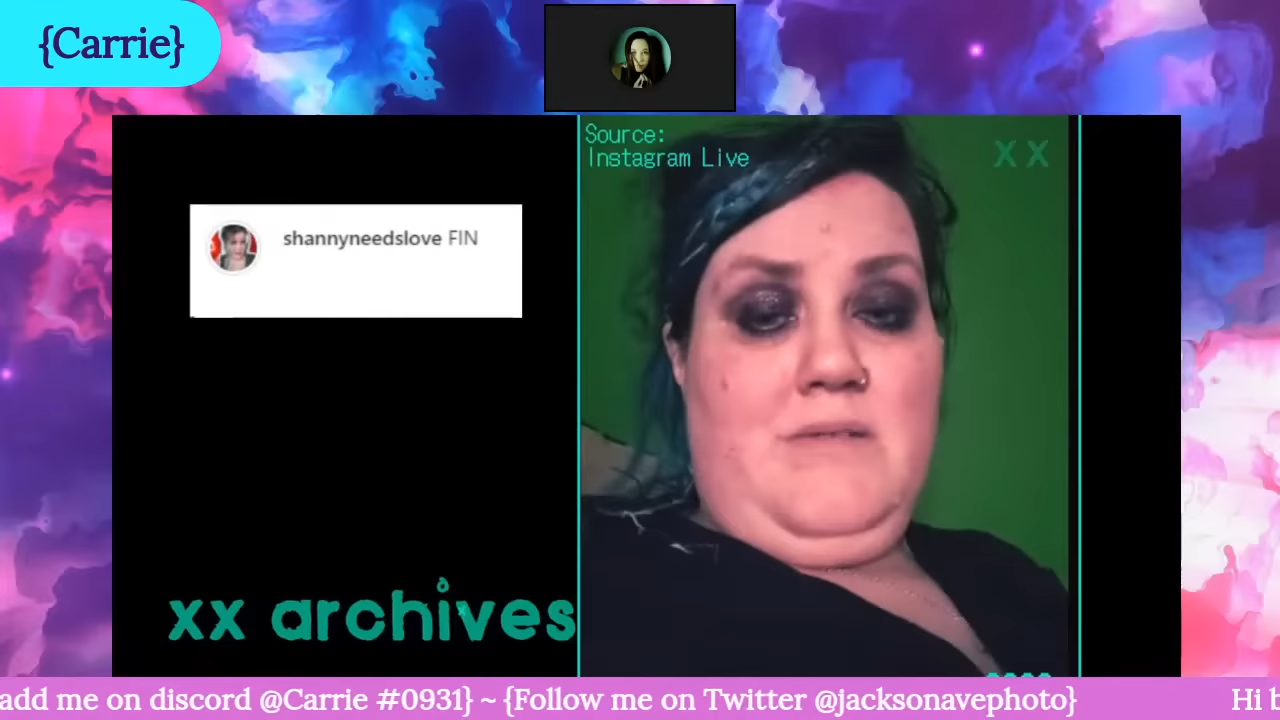 {Carrie}
Source:
Instagram Live
X X
shannyneedslove FIN
xx archives
add me on discord @Carrie #0931} ~ {Follow me on Twitter @jacksonavephoto}
Hi